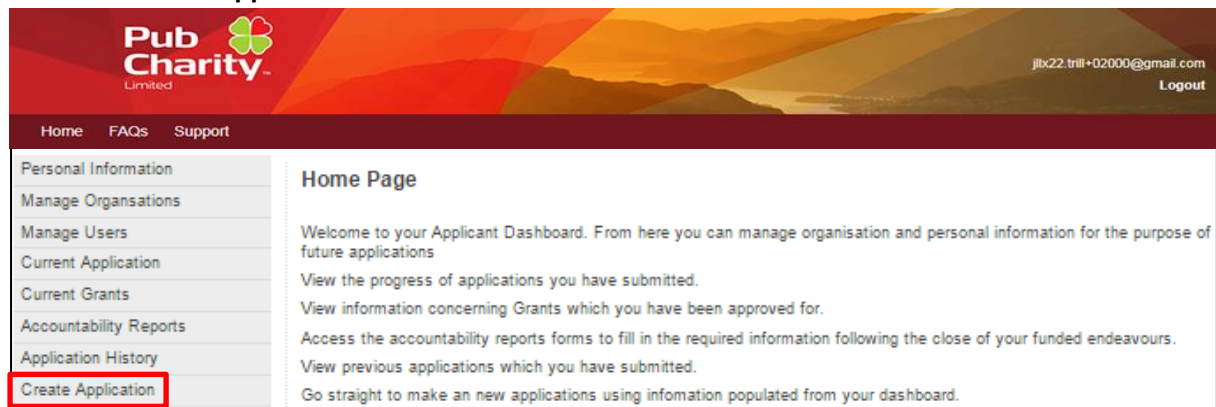 Pub
Charity™
Limited
jllx22.trill+02000@gmail.com
Logout
Home FAQs Support
Personal Information
Manage Organsations
Manage Users
Current Application
Current Grants
Accountability Reports
Application History
Create Application
Home Page
Welcome to your Applicant Dashboard. From here you can manage organisation and personal information for the purpose of
future applications
View the progress of applications you have submitted.
View information concerning Grants which you have been approved for.
Access the accountability reports forms to fill in the required information following the close of your funded endeavours.
View previous applications which you have submitted.
Go straight to make an new applications using infomation populated from your dashboard.